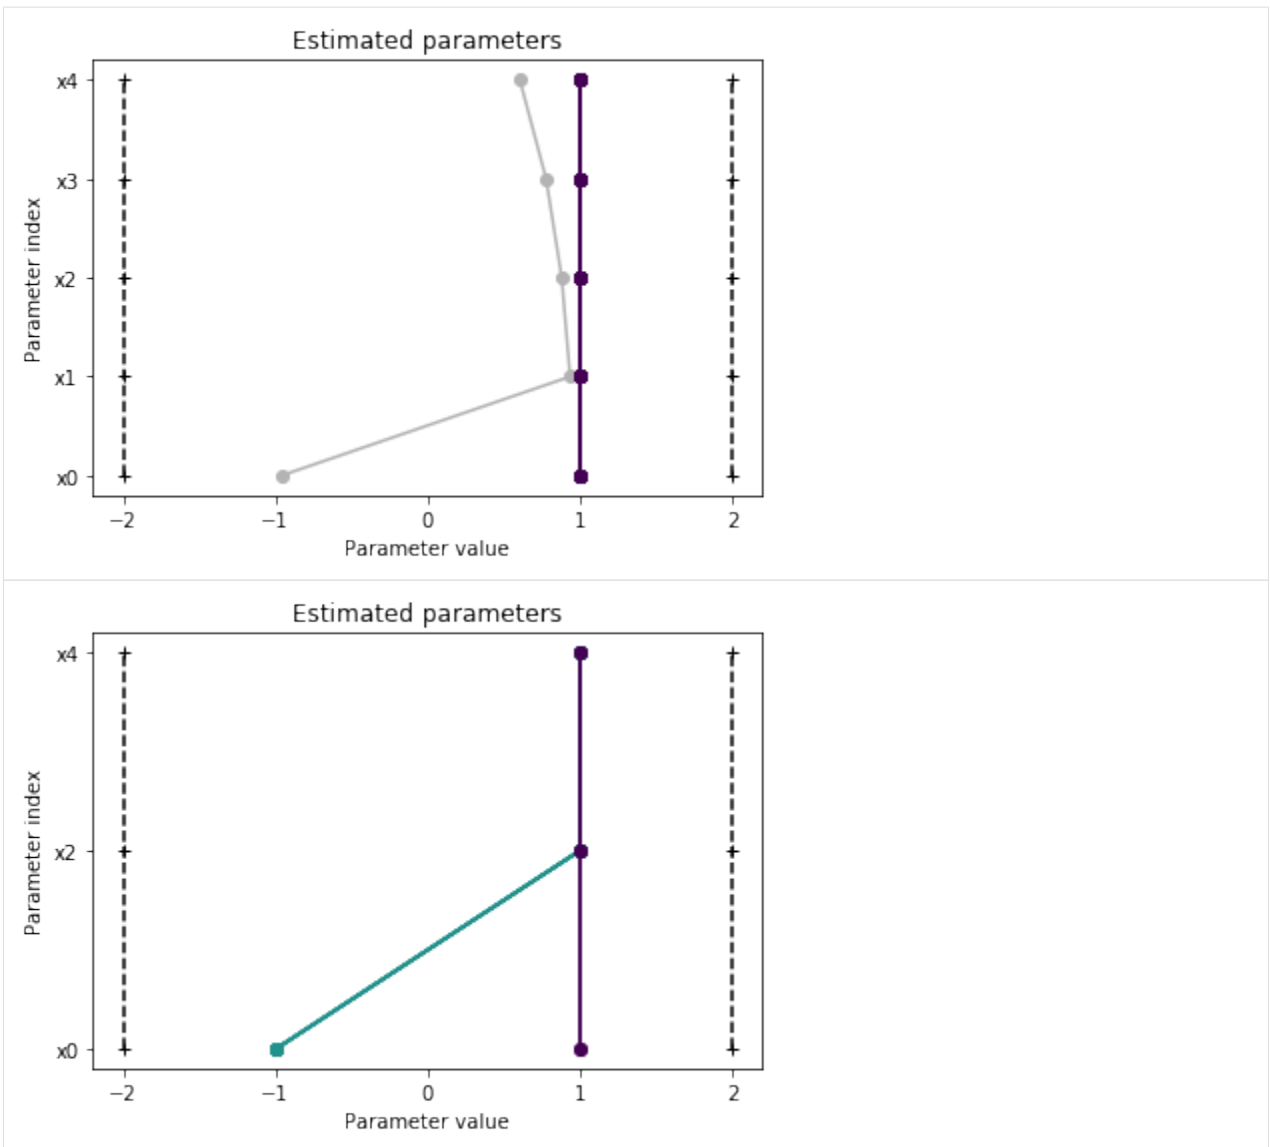 Estimated parameters
x4
x3
x2
x1
x0
Parameter index
−2 −1 0 1 2
Parameter value
Estimated parameters
x4
x2
x0
Parameter index
−2 −1 0 1 2
Parameter value